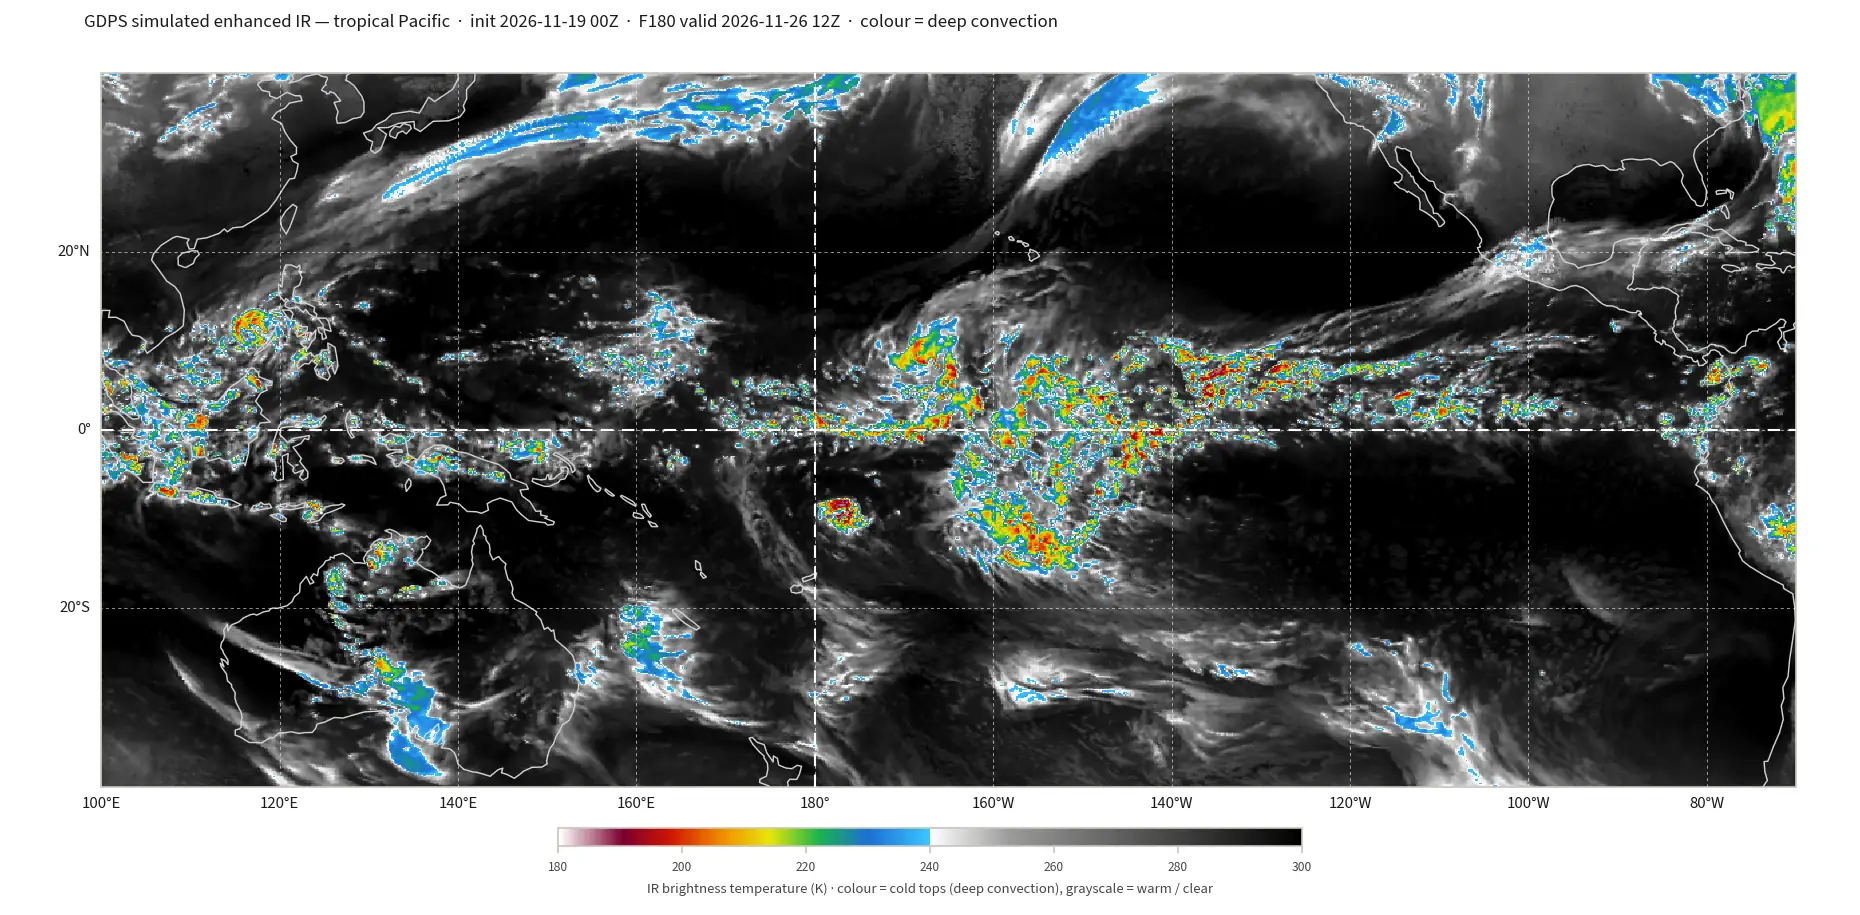 GDPS simulated enhanced IR — tropical Pacific · init 2026-11-19 00Z · F180 valid 2026-11-26 12Z · colour = deep convection
20°N
0°
20°S
100°E 120°E 140°E 160°E 180° 160°W 140°W 120°W 100°W 80°W
180 200 220 240 260 280 300
IR brightness temperature (K) · colour = cold tops (deep convection), grayscale = warm / clear